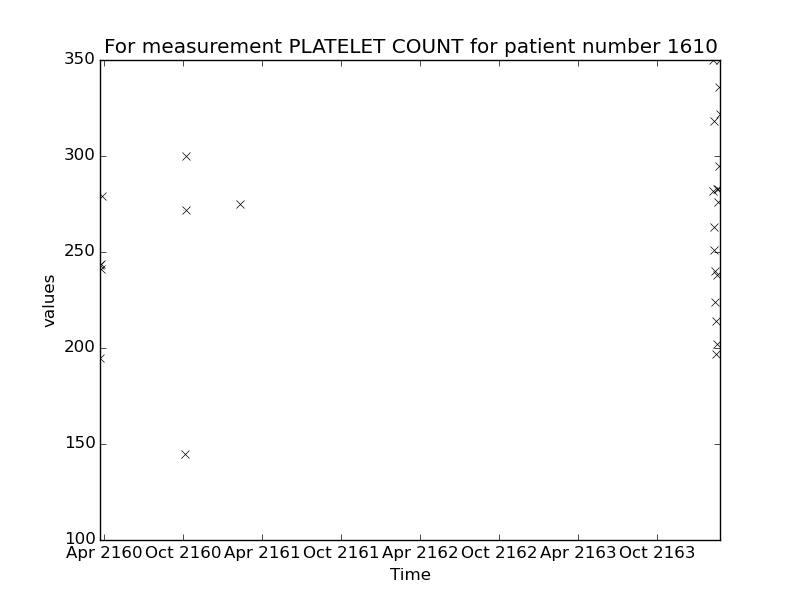 For measurement PLATELET COUNT for patient number 1610
350
300
250
200
150
100
values
Apr 2160 Oct 2160 Apr 2161 Oct 2161 Apr 2162 Oct 2162 Apr 2163 Oct 2163
Time